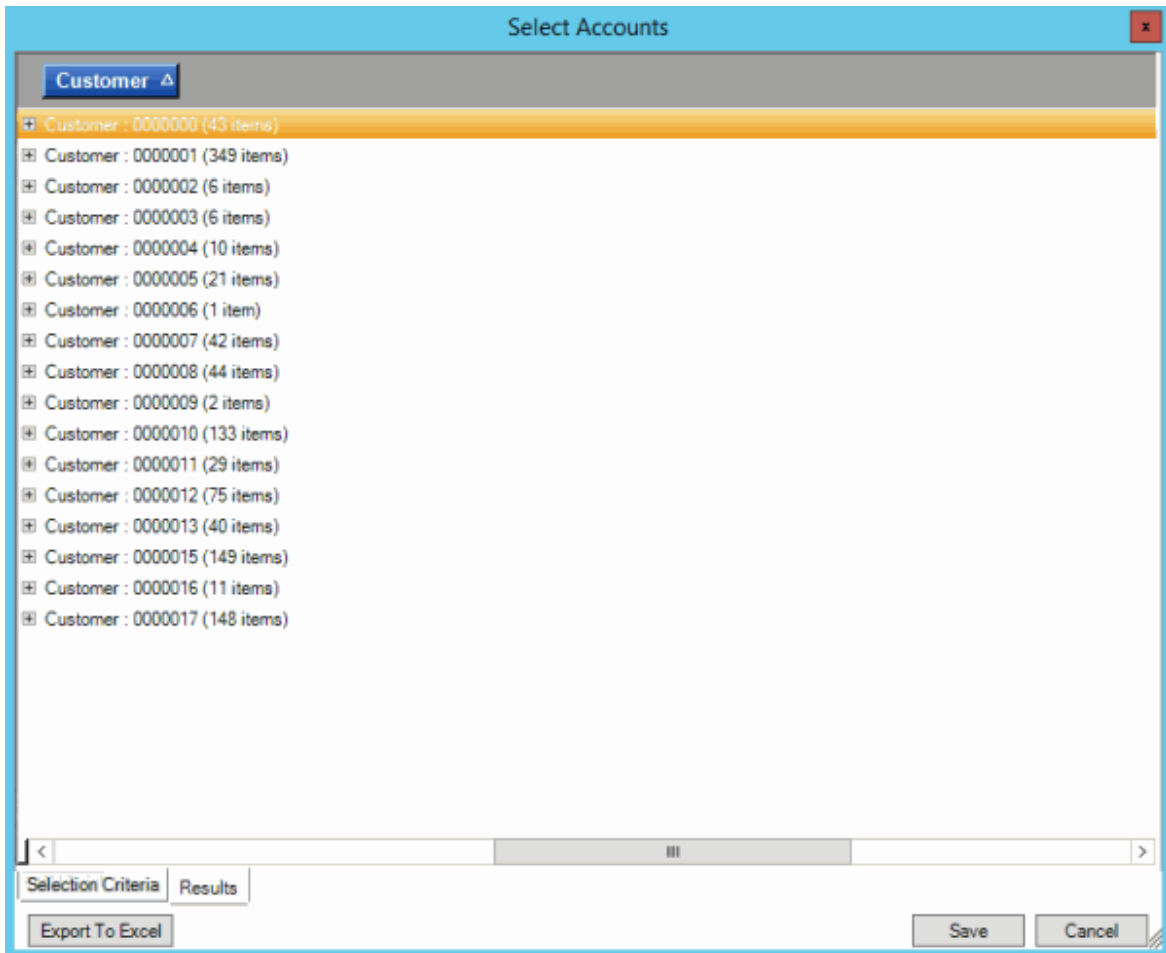 Select Accounts
x
Customer
Customer : 0000000 (43 items)
Customer : 0000001 (349 items)
Customer : 0000002 (6 items)
Customer : 0000003 (6 items)
Customer : 0000004 (10 items)
Customer : 0000005 (21 items)
Customer : 0000006 (1 item)
Customer : 0000007 (42 items)
Customer : 0000008 (44 items)
Customer : 0000009 (2 items)
Customer : 0000010 (133 items)
Customer : 0000011 (29 items)
Customer : 0000012 (75 items)
Customer : 0000013 (40 items)
Customer : 0000015 (149 items)
Customer : 0000016 (11 items)
Customer : 0000017 (148 items)
Selection Criteria Results
Export To Excel Save Cancel